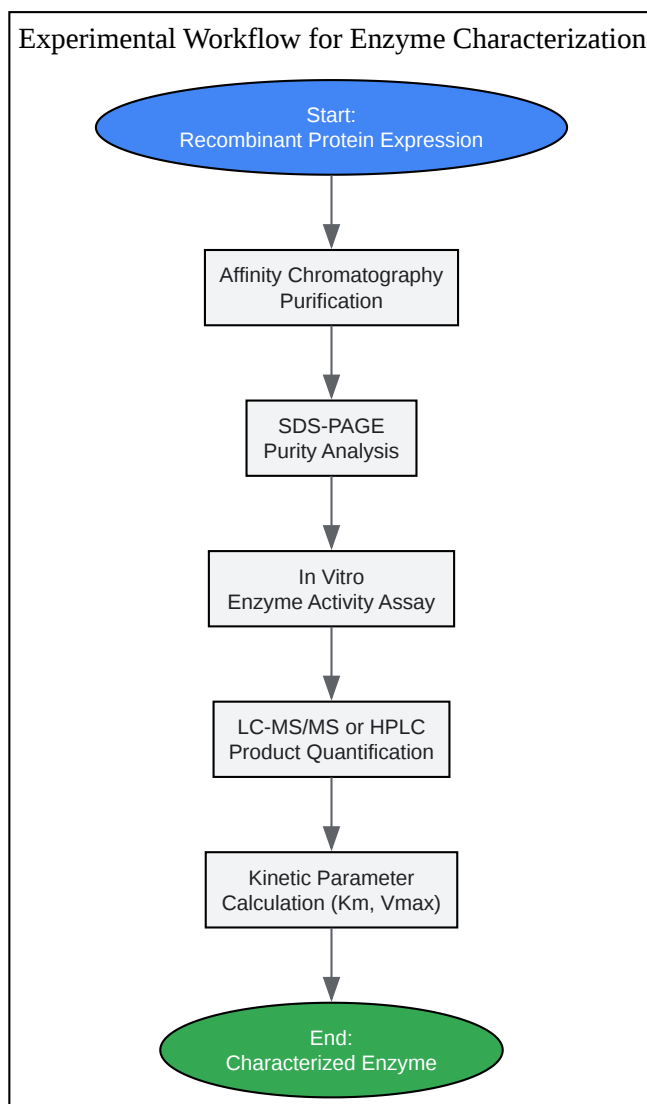 Experimental Workflow for Enzyme Characterization
Start:
Recombinant Protein Expression
Affinity Chromatography
Purification
SDS-PAGE
Purity Analysis
In Vitro
Enzyme Activity Assay
LC-MS/MS or HPLC
Product Quantification
Kinetic Parameter
Calculation (Km, Vmax)
End:
Characterized Enzyme